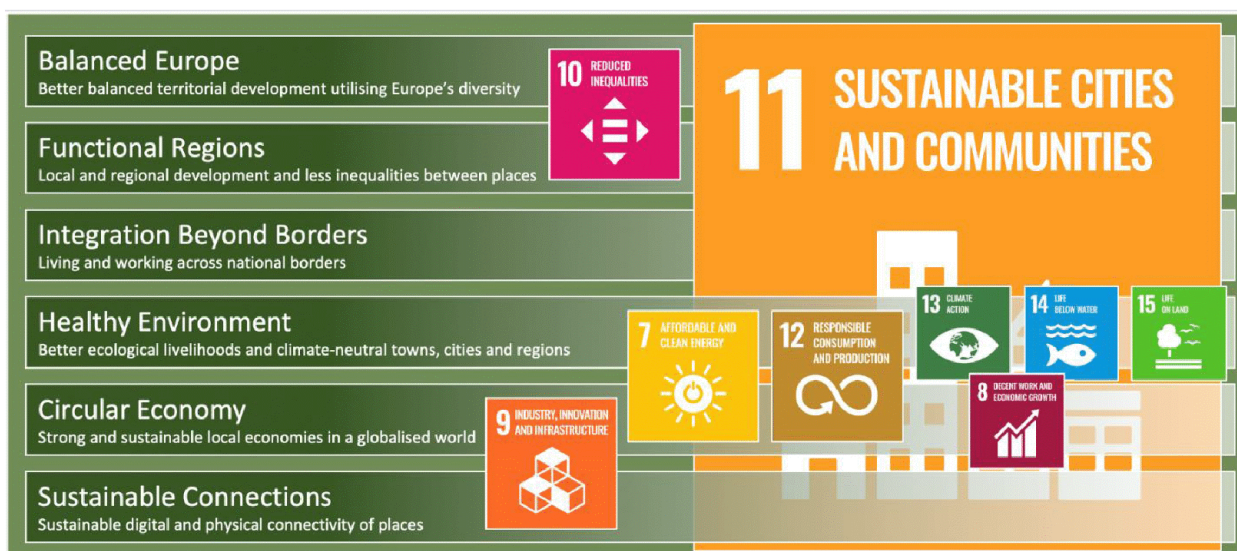 Balanced Europe
Better balanced territorial development utilising Europe's diversity
10 REDUCED
INEQUALITIES
11 SUSTAINABLE CITIES
AND COMMUNITIES
Functional Regions
Local and regional development and less inequalities between places
Integration Beyond Borders
Living and working across national borders
Healthy Environment
Better ecological livelihoods and climate-neutral towns, cities and regions
7 AFFORDABLE AND
CLEAN ENERGY
12 RESPONSIBLE
CONSUMPTION
AND PRODUCTION
13 CLIMATE
ACTION
14 LIFE
BELOW WATER
15 LIFE
ON LAND
Circular Economy
Strong and sustainable local economies in a globalised world
9 INDUSTRY, INNOVATION
AND INFRASTRUCTURE
8 DECENT WORK AND
ECONOMIC GROWTH
Sustainable Connections
Sustainable digital and physical connectivity of places